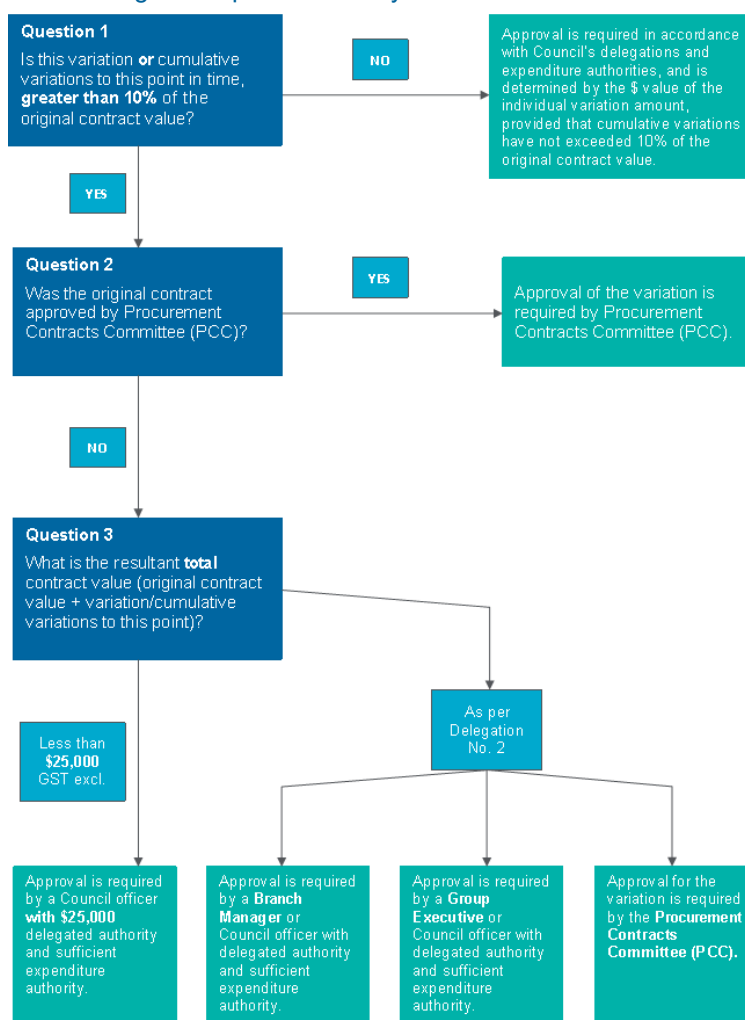 Question 1
Is this variation or cumulative
variations to this point in time,
greater than 10% of the
original contract value?
NO
Approval is required in accordance
with Council's delegations and
expenditure authorities, and is
determined by the $ value of the
individual variation amount,
provided that cumulative variations
have not exceeded 10% of the
original contract value.
YES
Question 2
Was the original contract
approved by Procurement
Contracts Committee (PCC)?
YES
Approval of the variation is
required by Procurement
Contracts Committee (PCC).
NO
Question 3
What is the resultant total
contract value (original contract
value + variation/cumulative
variations to this point)?
Less than
$25,000
GST excl.
As per
Delegation
No. 2
Approval is required
by a Council officer
with $25,000
delegated authority
and sufficient
expenditure
authority.
Approval is required
by a Branch
Manager or
Council officer with
delegated authority
and sufficient
expenditure
authority.
Approval is required
by a Group
Executive or
Council officer with
delegated authority
and sufficient
expenditure
authority.
Approval for the
variation is required
by the Procurement
Contracts
Committee (PCC).